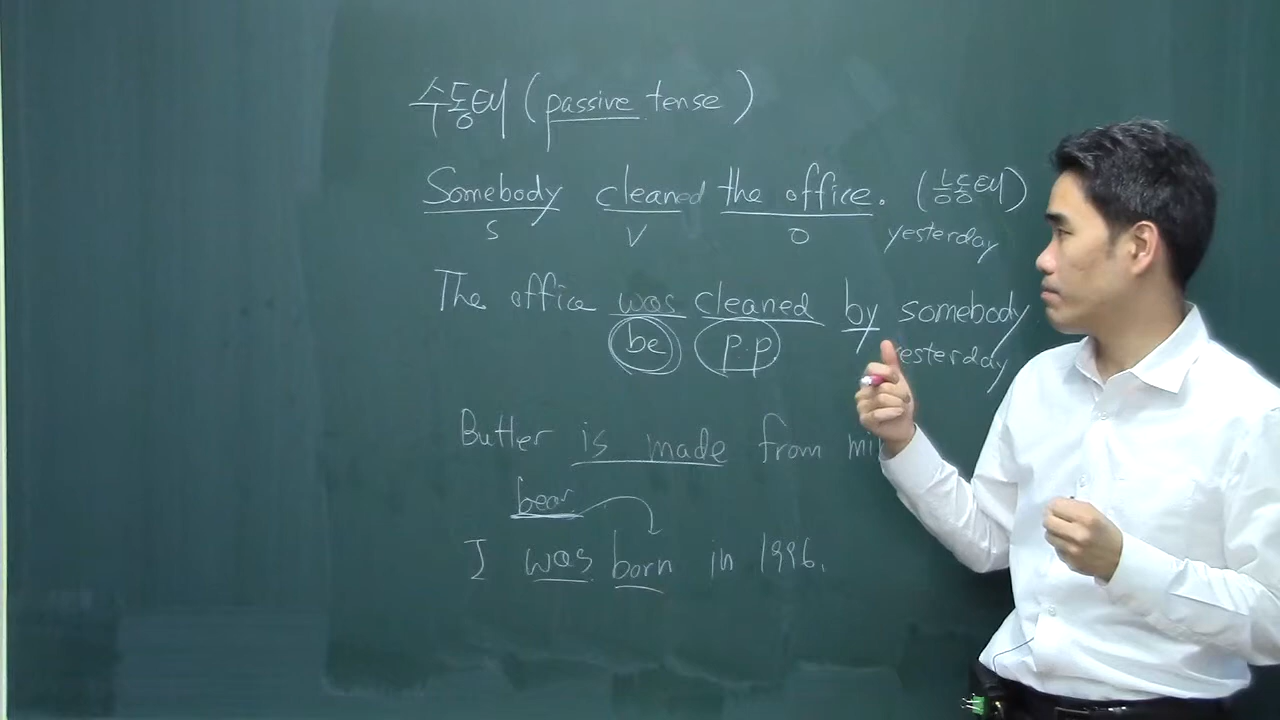 수동태 (passive tense)
Somebody cleaned the office. (능동태)
S V O yesterday
The office was cleaned by somebody
be p.p yesterday
Butter is made from
bear
I was born in 1996.